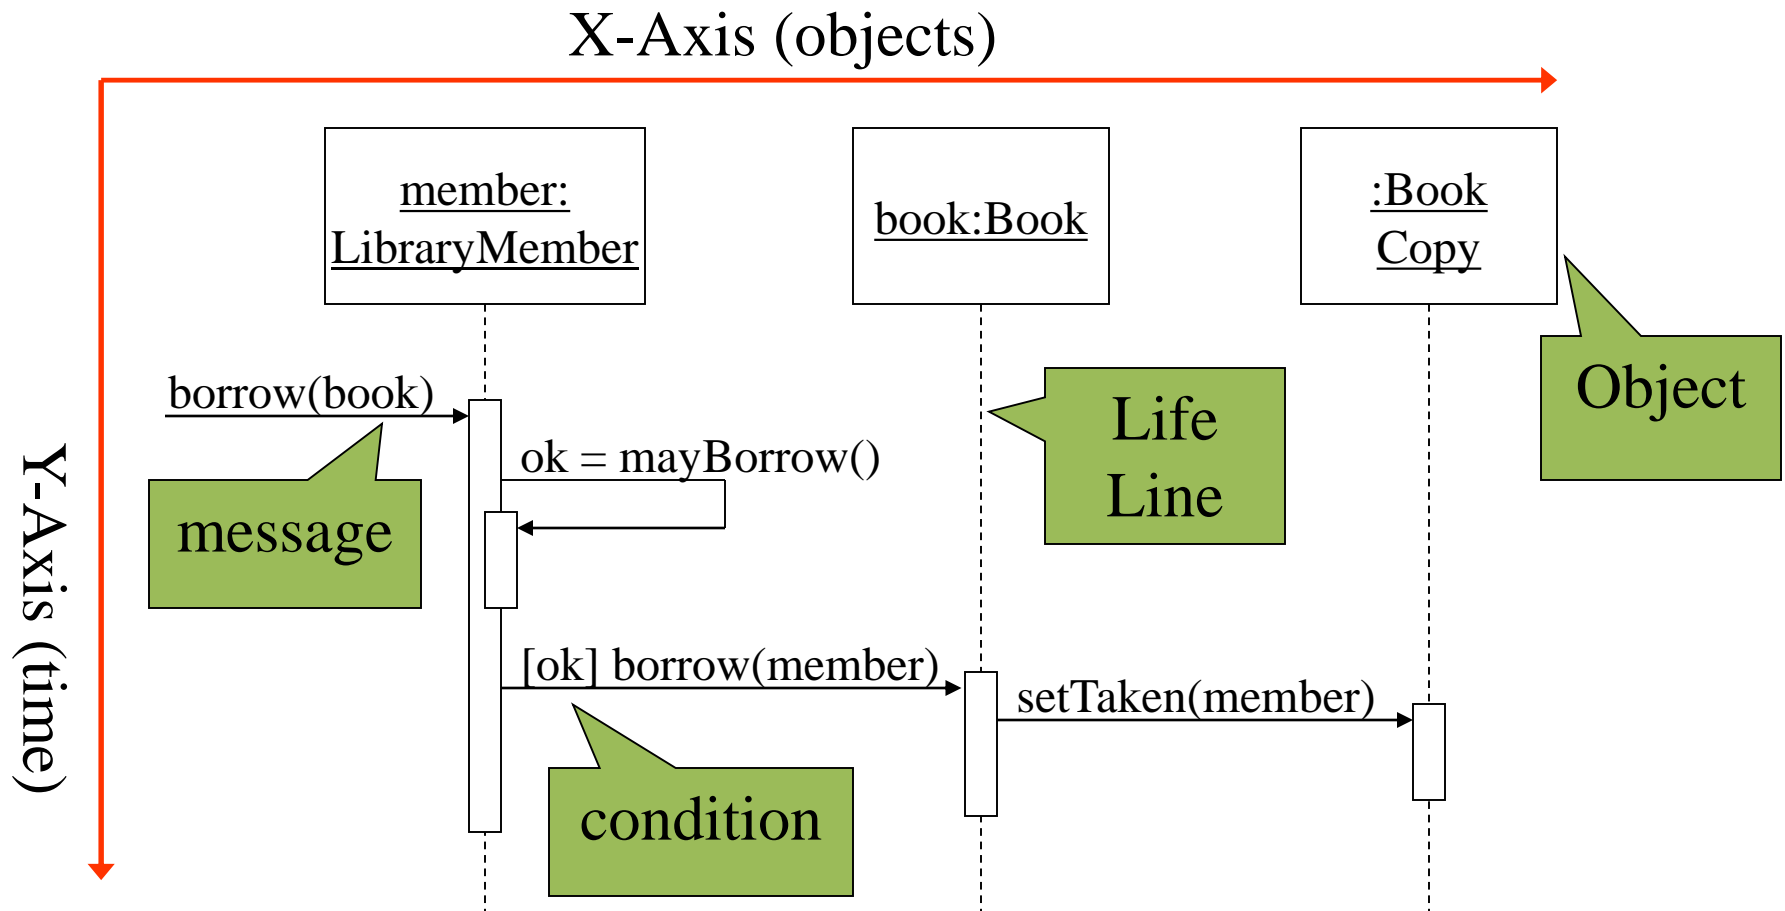 X-Axis (objects)
member:
LibraryMember
book:Book
:Book
Copy
Object
borrow(book)
Life
Line
ok = mayBorrow()
message
Y-Axis (time)
[ok] borrow(member)
setTaken(member)
condition